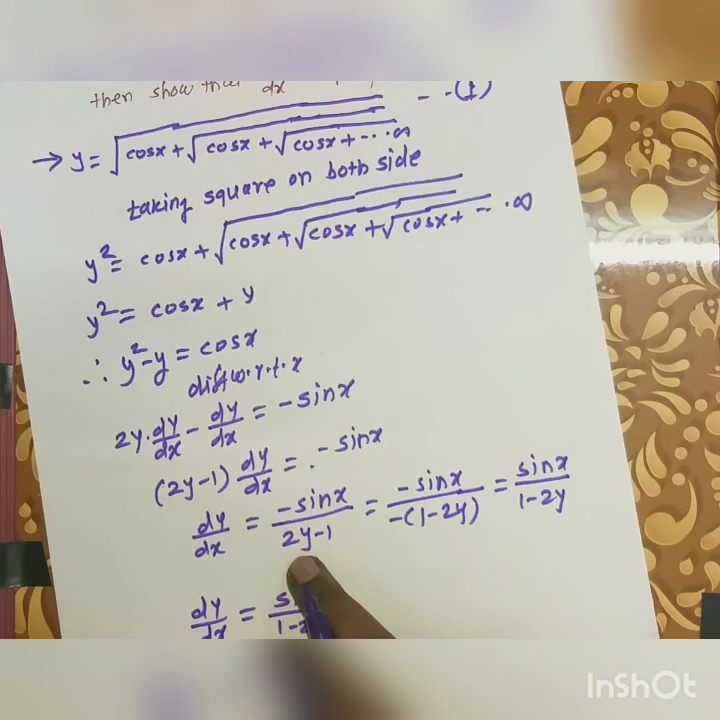 then show that dx
→ y = √cosx + √cosx + √cosx + ... ∞ - - -(1)
taking square on both side
y² = cosx + √cosx + √cosx + √cosx + - ... ∞
y² = cosx + y
∴ y² - y = cosx
diff w.r.t. x
2y. dy/dx - dy/dx = - sinx
(2y-1) dy/dx = . - sinx
dy/dx = -sinx/2y-1 = -sinx/-(1-2y) = sinx/1-2y
dy/dx =
InShOt